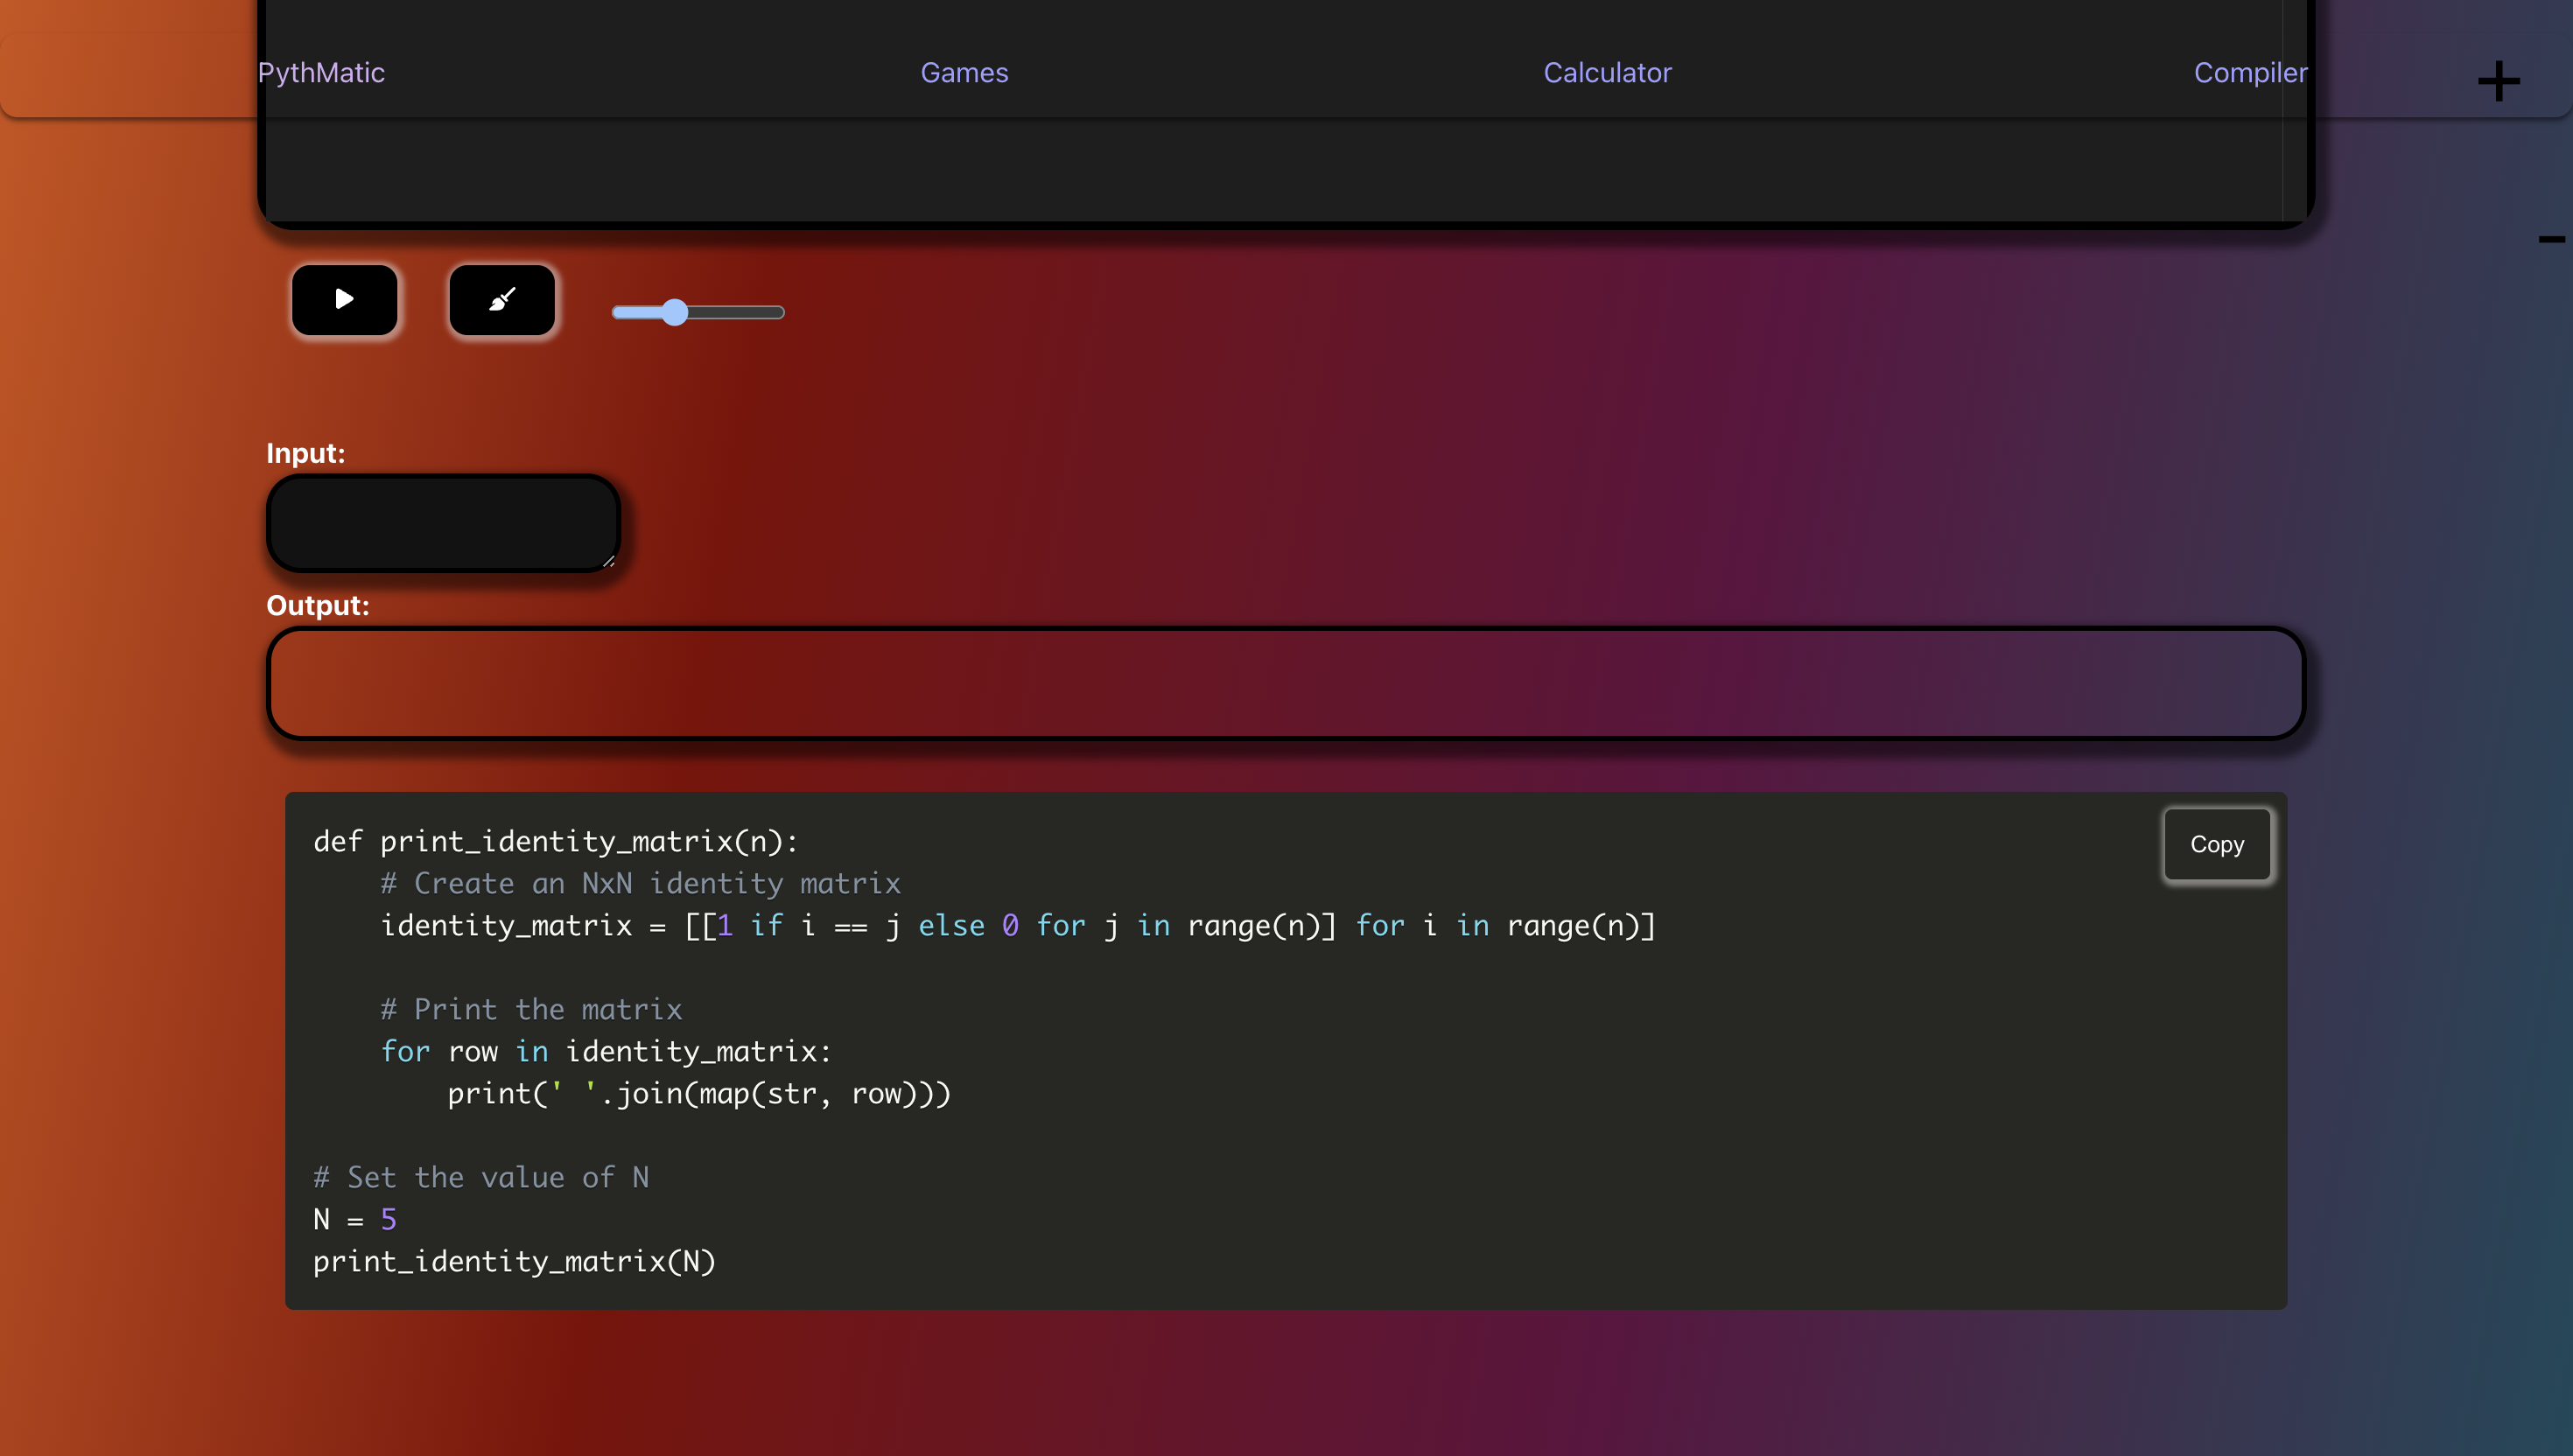 PythMatic Games Calculator Compiler +
-
Input:
Output:
Copy
def print_identity_matrix(n):
    # Create an NxN identity matrix
    identity_matrix = [[1 if i == j else 0 for j in range(n)] for i in range(n)]

    # Print the matrix
    for row in identity_matrix:
        print(' '.join(map(str, row)))

# Set the value of N
N = 5
print_identity_matrix(N)